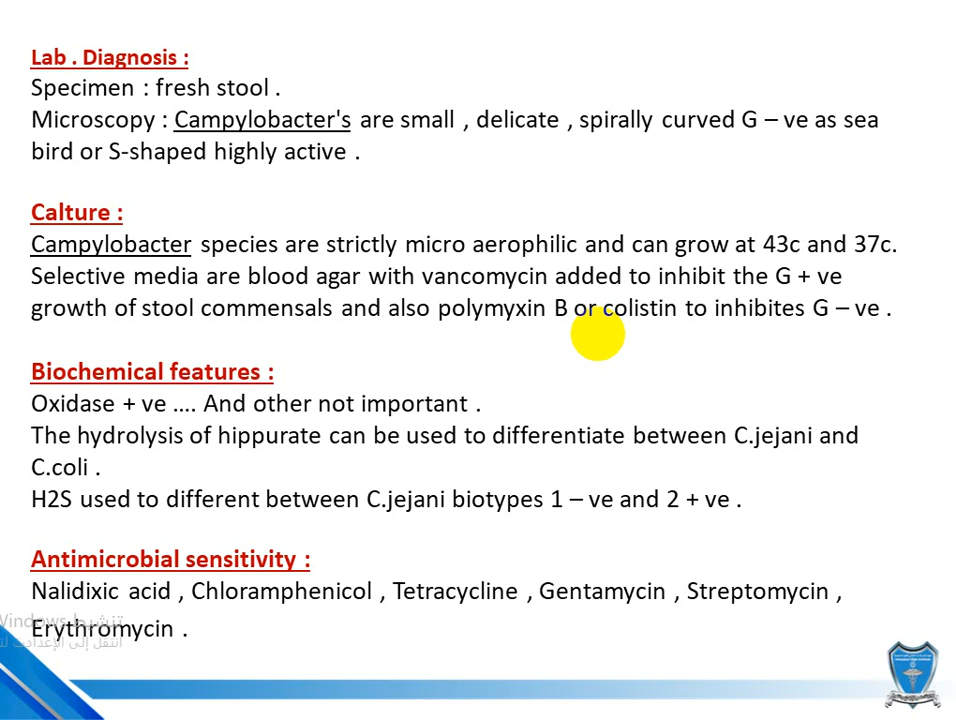 Lab . Diagnosis :
Specimen : fresh stool .
Microscopy : Campylobacter's are small , delicate , spirally curved G – ve as sea
bird or S-shaped highly active .
Calture :
Campylobacter species are strictly micro aerophilic and can grow at 43c and 37c.
Selective media are blood agar with vancomycin added to inhibit the G + ve
growth of stool commensals and also polymyxin B or colistin to inhibites G – ve .
Biochemical features :
Oxidase + ve .... And other not important .
The hydrolysis of hippurate can be used to differentiate between C.jejani and
C.coli .
H2S used to different between C.jejani biotypes 1 – ve and 2 + ve .
Antimicrobial sensitivity :
Nalidixic acid , Chloramphenicol , Tetracycline , Gentamycin , Streptomycin ,
تنشيط Windows
Erythromycin .
انتقل إلى الإعدادات